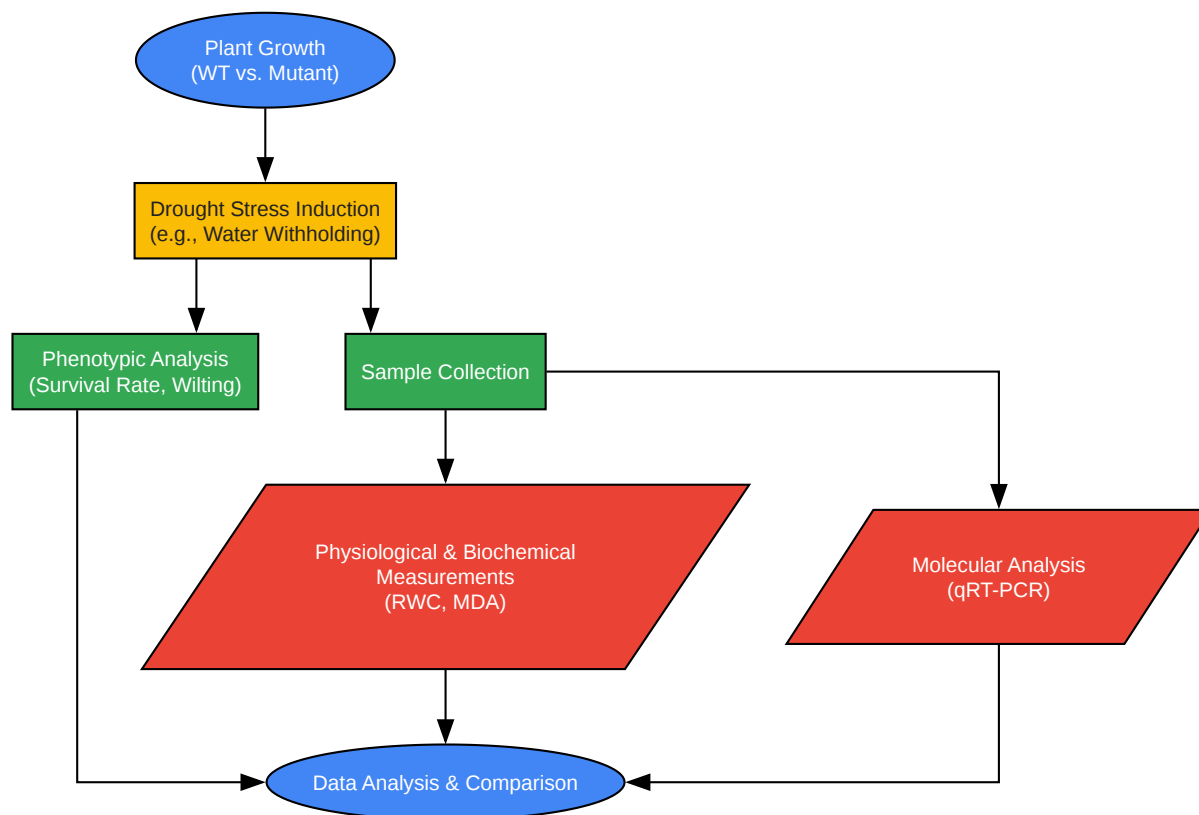 Plant Growth
(WT vs. Mutant)
Drought Stress Induction
(e.g., Water Withholding)
Phenotypic Analysis
(Survival Rate, Wilting)
Sample Collection
Physiological & Biochemical
Measurements
(RWC, MDA)
Molecular Analysis
(qRT-PCR)
Data Analysis & Comparison